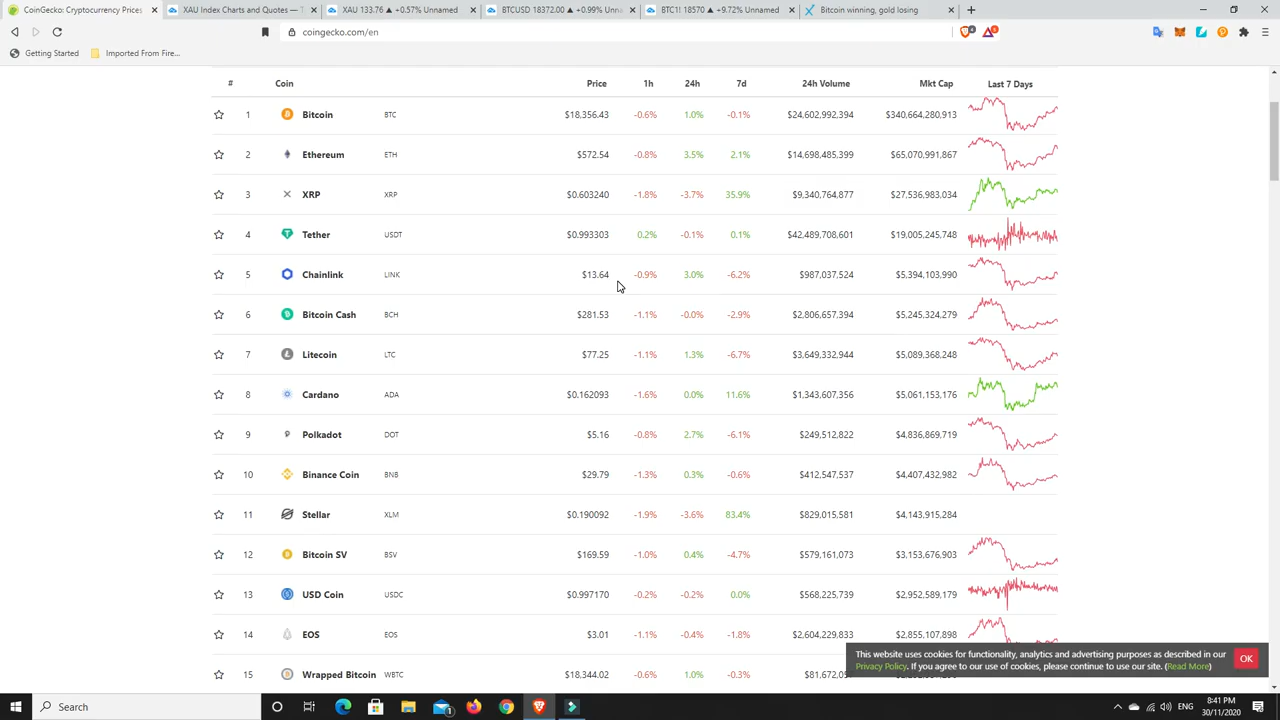 CoinGecko: Cryptocurrency Prices
XAU Index Charts and Quotes — T
XAU 133.76 ▲ +0.57% Unnamed
BTCUSD 18372.00 ▲ +0.99% Unn
BTC1! 18570 ▲ +9.72% Unnamed
Bitcoin winning, gold losing
coingecko.com/en
Getting Started Imported From Fire...
# Coin Price 1h 24h 7d 24h Volume Mkt Cap Last 7 Days
1 Bitcoin BTC $18,356.43 -0.6% 1.0% -0.1% $24,602,992,394 $340,664,280,913
2 Ethereum ETH $572.54 -0.8% 3.5% 2.1% $14,698,485,399 $65,070,991,867
3 XRP XRP $0.603240 -1.8% -3.7% 35.9% $9,340,764,877 $27,536,983,034
4 Tether USDT $0.993303 0.2% -0.1% 0.1% $42,489,708,601 $19,005,245,748
5 Chainlink LINK $13.64 -0.9% 3.0% -6.2% $987,037,524 $5,394,103,990
6 Bitcoin Cash BCH $281.53 -1.1% -0.0% -2.9% $2,806,657,394 $5,245,324,279
7 Litecoin LTC $77.25 -1.1% 1.3% -6.7% $3,649,332,944 $5,089,368,248
8 Cardano ADA $0.162093 -1.6% 0.0% 11.6% $1,343,607,356 $5,061,153,176
9 Polkadot DOT $5.16 -0.8% 2.7% -6.1% $249,512,822 $4,836,869,719
10 Binance Coin BNB $29.79 -1.3% 0.3% -0.6% $412,547,537 $4,407,432,982
11 Stellar XLM $0.190092 -1.9% -3.6% 83.4% $829,015,581 $4,143,915,284
12 Bitcoin SV BSV $169.59 -1.0% 0.4% -4.7% $579,161,073 $3,153,676,903
13 USD Coin USDC $0.997170 -0.2% -0.2% 0.0% $568,225,739 $2,952,589,179
14 EOS EOS $3.01 -1.1% -0.4% -1.8% $2,604,229,833 $2,855,107,898
15 Wrapped Bitcoin WBTC $18,344.02 -0.6% 1.0% -0.3%
This website uses cookies for functionality, analytics and advertising purposes as described in our
Privacy Policy. If you agree to our use of cookies, please continue to use our site. (Read More)
OK
Search
ENG
8:41 PM
30/11/2020